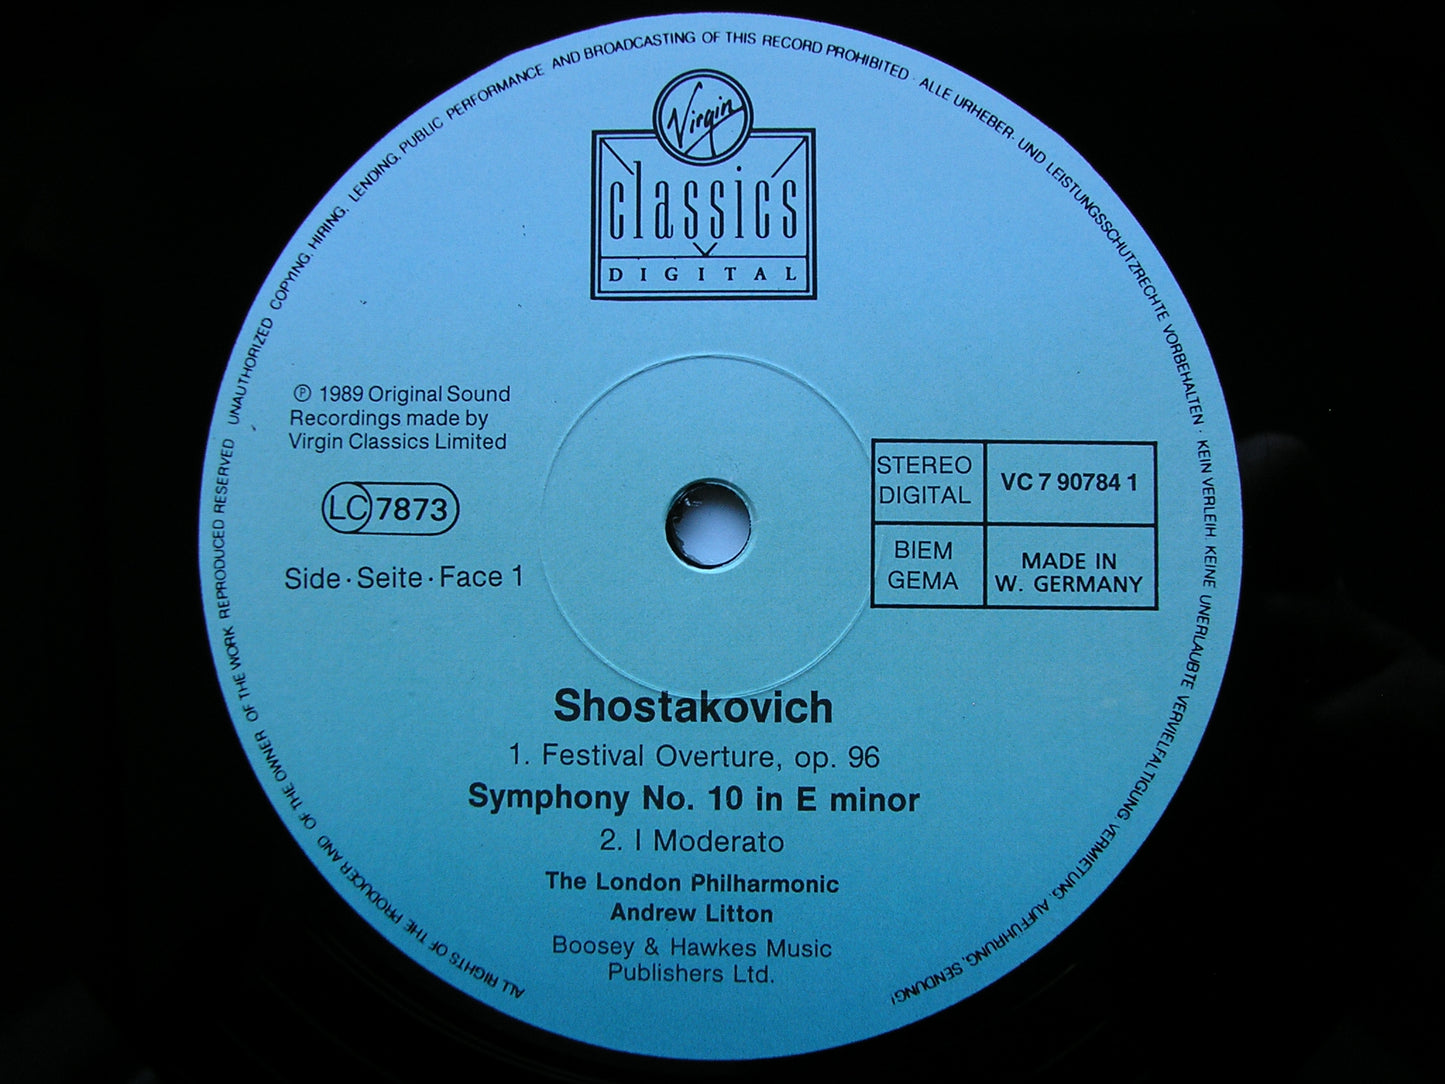 ALL RIGHTS OF THE PRODUCER AND OF THE OWNER OF THE WORK REPRODUCED RESERVED UNAUTHORIZED COPYING, HIRING, LENDING, PUBLIC PERFORMANCE AND BROADCASTING OF THIS RECORD PROHIBITED · ALLE URHEBER- UND LEISTUNGSSCHUTZRECHTE VORBEHALTEN · KEIN VERLEIH, KEINE UNERLAUBTE VERVIELFÄLTIGUNG, VERMIETUNG, AUFFÜHRUNG, SENDUNG!
Virgin
classics
DIGITAL
℗ 1989 Original Sound
Recordings made by
Virgin Classics Limited
LC 7873
Side · Seite · Face 1
STEREO
DIGITAL
VC 7 90784 1
BIEM
GEMA
MADE IN
W. GERMANY
Shostakovich
1. Festival Overture, op. 96
Symphony No. 10 in E minor
2. I Moderato
The London Philharmonic
Andrew Litton
Boosey & Hawkes Music
Publishers Ltd.